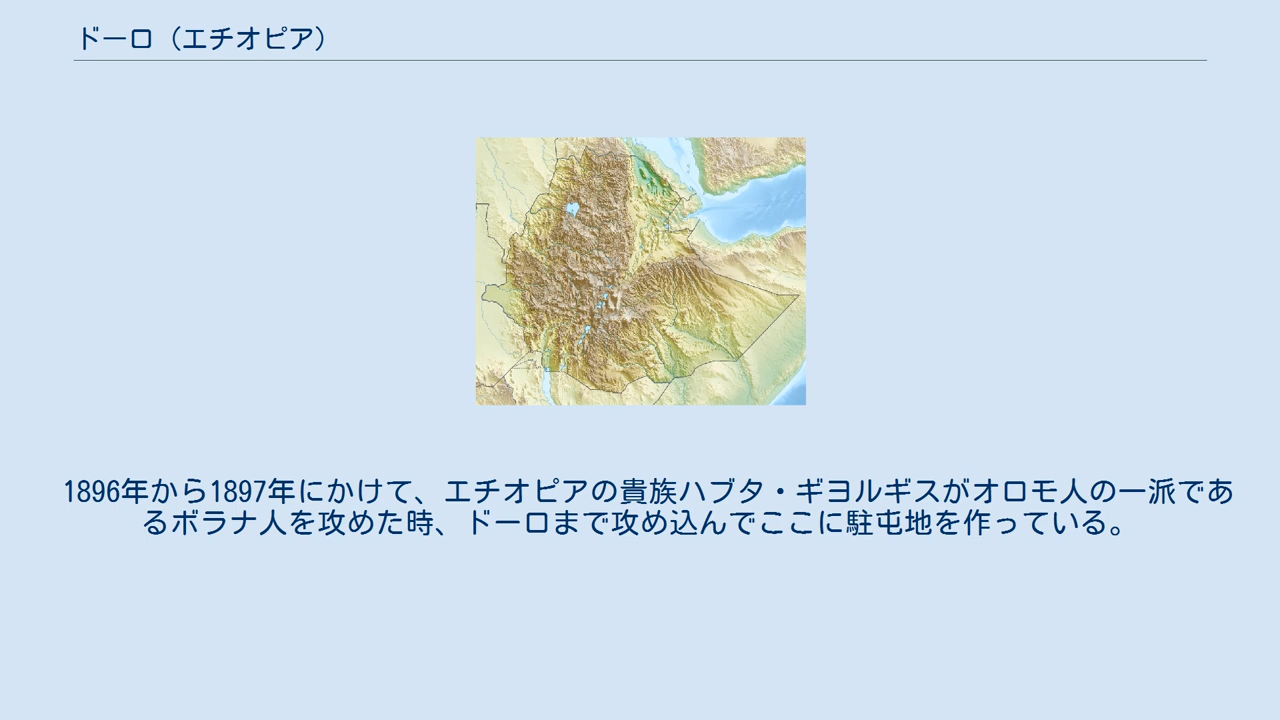 ドーロ（エチオピア）
1896年から1897年にかけて、エチオピアの貴族ハブタ・ギヨルギスがオロモ人の一派であ
るボラナ人を攻めた時、ドーロまで攻め込んでここに駐屯地を作っている。